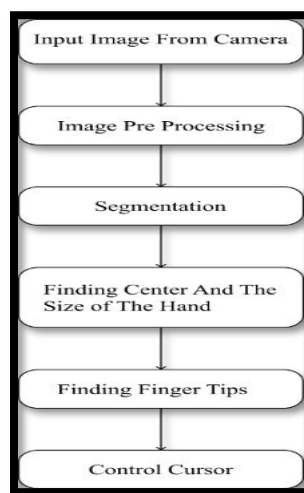 Input Image From Camera
Image Pre Processing
Segmentation
Finding Center And The
Size of The Hand
Finding Finger Tips
Control Cursor